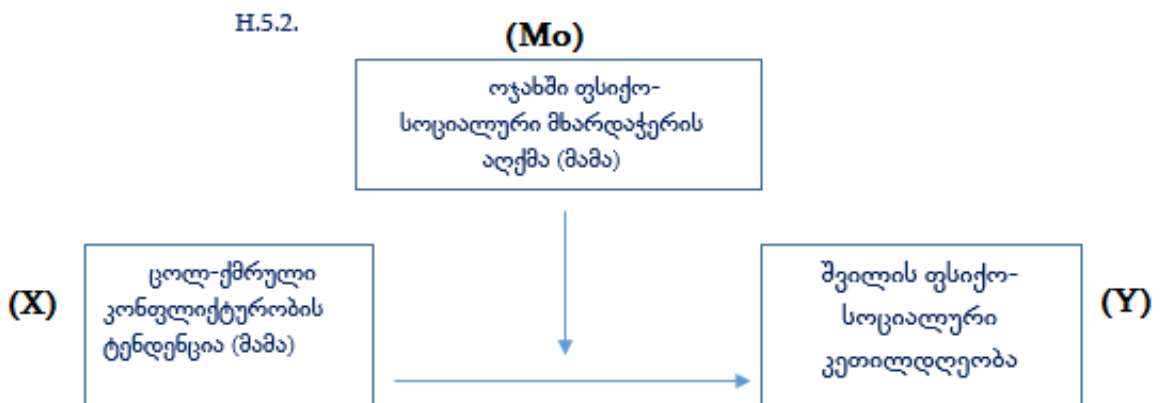 H.5.2.
(Mo)
ოჯახში ფსიქო-
სოციალური მხარდაჭერის
აღქმა (მამა)
(X)
ცოლ-ქმრული
კონფლიქტურობის
ტენდენცია (მამა)
შვილის ფსიქო-
სოციალური
კეთილდღეობა
(Y)